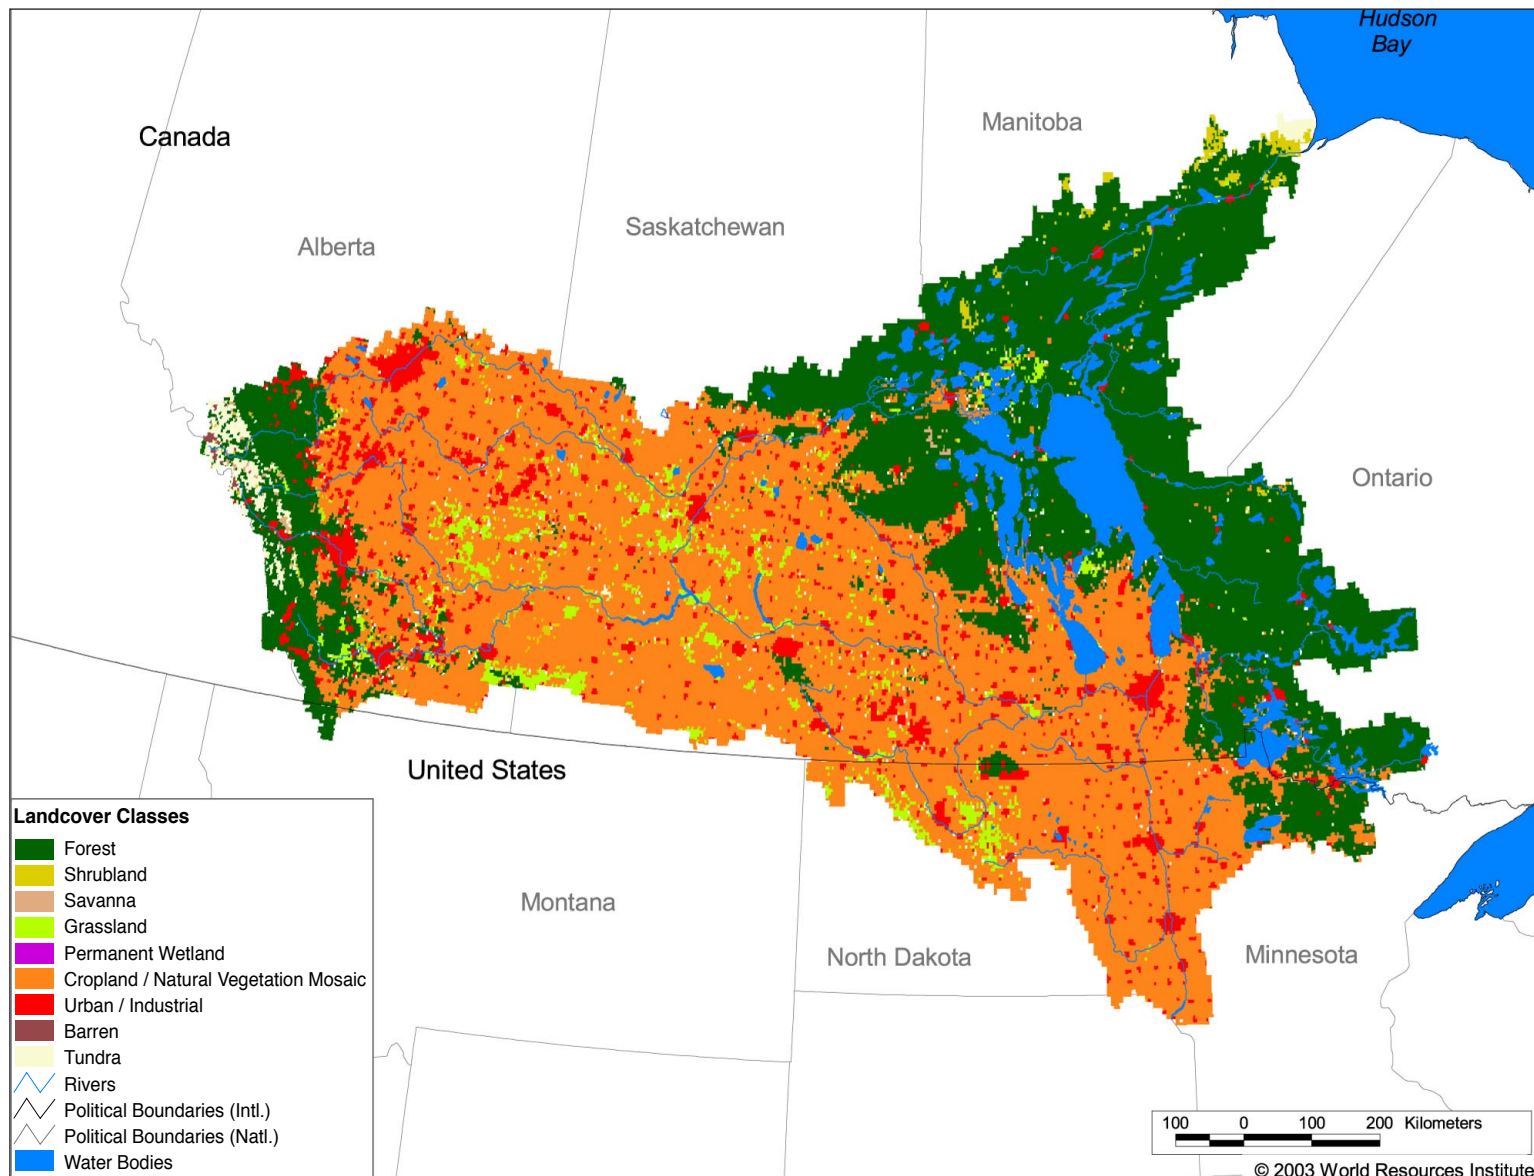 Hudson
Bay
Manitoba
Canada
Saskatchewan
Alberta
Ontario
United States
Montana
North Dakota
Minnesota
Landcover Classes
Forest
Shrubland
Savanna
Grassland
Permanent Wetland
Cropland / Natural Vegetation Mosaic
Urban / Industrial
Barren
Tundra
Rivers
Political Boundaries (Intl.)
Political Boundaries (Natl.)
Water Bodies
100 0 100 200 Kilometers
© 2003 World Resources Institute